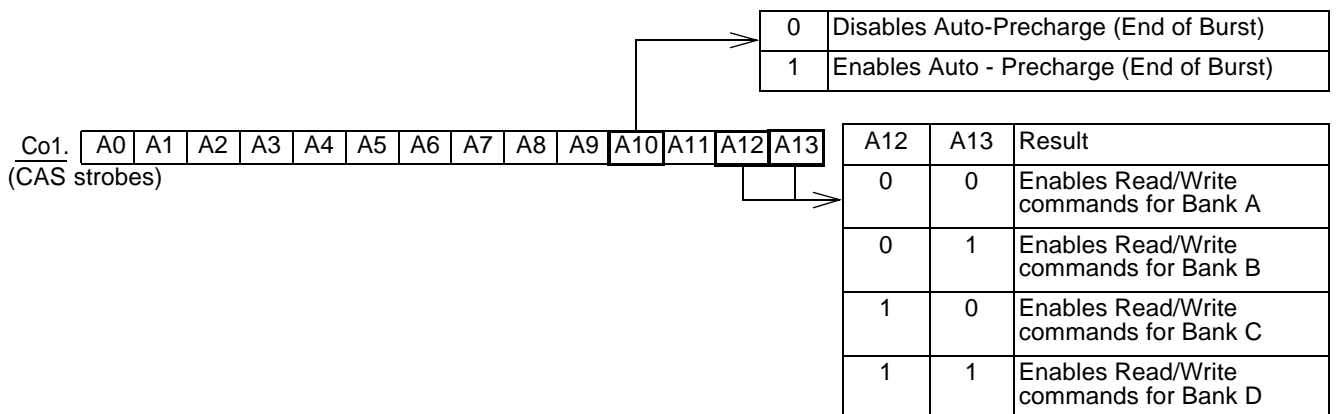 0 Disables Auto-Precharge (End of Burst)
1 Enables Auto - Precharge (End of Burst)
Co1. A0 A1 A2 A3 A4 A5 A6 A7 A8 A9 A10 A11 A12 A13
(CAS strobes)
A12 A13 Result
0 0 Enables Read/Write
commands for Bank A
0 1 Enables Read/Write
commands for Bank B
1 0 Enables Read/Write
commands for Bank C
1 1 Enables Read/Write
commands for Bank D